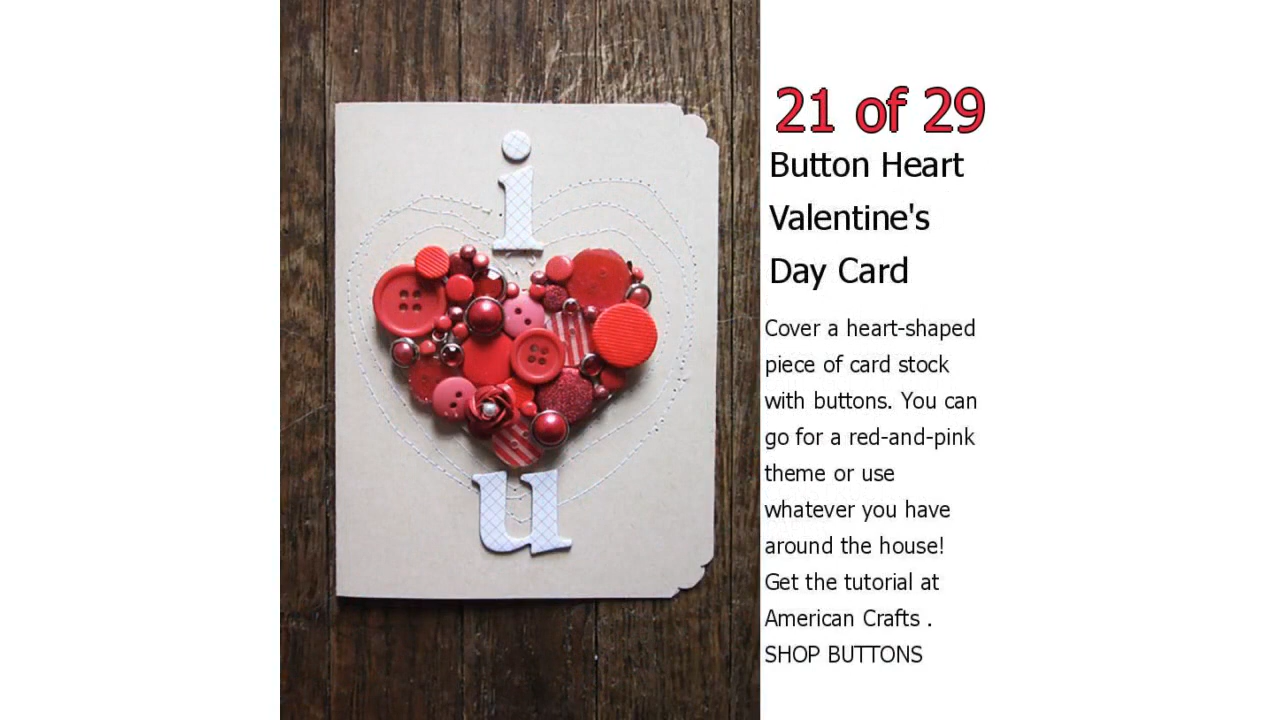 i
u
21 of 29
Button Heart
Valentine's
Day Card
Cover a heart-shaped
piece of card stock
with buttons. You can
go for a red-and-pink
theme or use
whatever you have
around the house!
Get the tutorial at
American Crafts .
SHOP BUTTONS